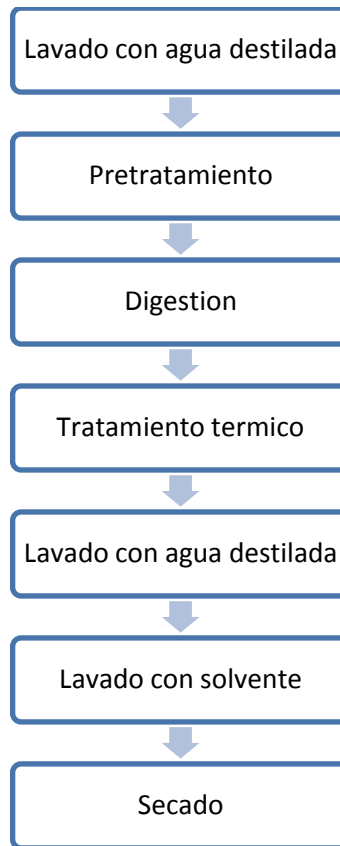 Lavado con agua destilada
Pretratamiento
Digestion
Tratamiento termico
Lavado con agua destilada
Lavado con solvente
Secado